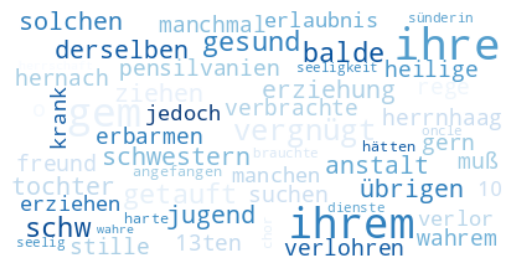 solchen manchmal erlaubnis sünderin
derselben gesund balde ihre
hernach pensilvanien seeligkeit heilige
ziehen erziehung rege
krank o gem jedoch verbrachte herrnhaag
erbarmen vergnügt hätten oncle gern
freund schwestern brauchte anstalt muß
angefangen manchen
tochter getauft suchen übrigen 10
erziehen harte jugend ihrem dienste verlor
schw wahre chor wahrem
seelig stille 13ten verlohren